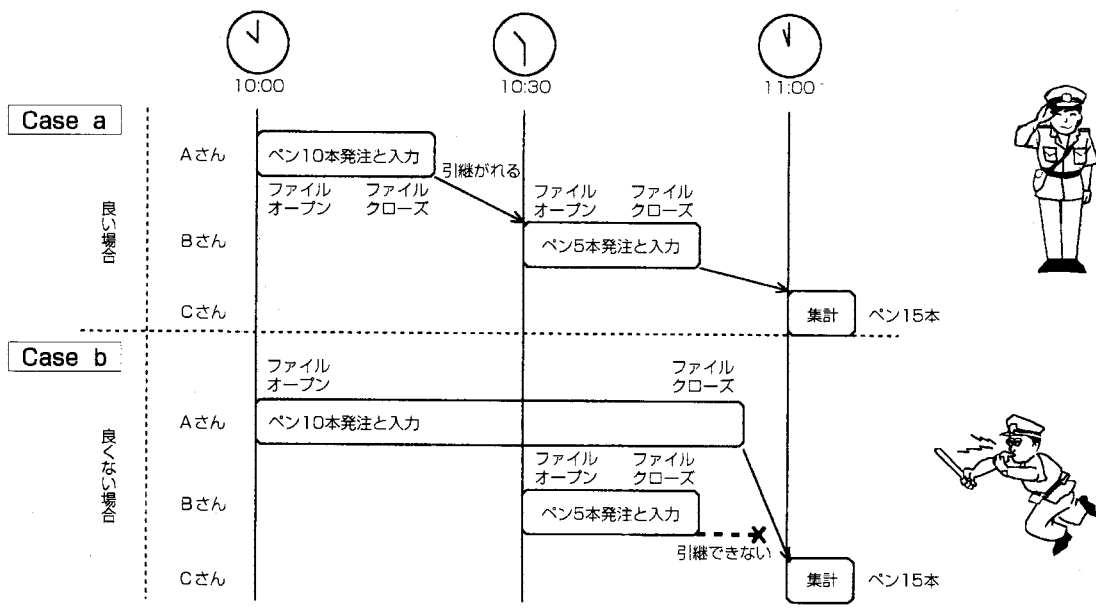 10:00
10:30
11:00
Case a
良い場合
Aさん
ペン10本発注と入力
引継がれる
ファイル
オープン
ファイル
クローズ
ファイル
オープン
ファイル
クローズ
Bさん
ペン5本発注と入力
Cさん
集計
ペン15本
Case b
良くない場合
ファイル
オープン
ファイル
クローズ
Aさん
ペン10本発注と入力
ファイル
オープン
ファイル
クローズ
Bさん
ペン5本発注と入力
引継できない
Cさん
集計
ペン15本